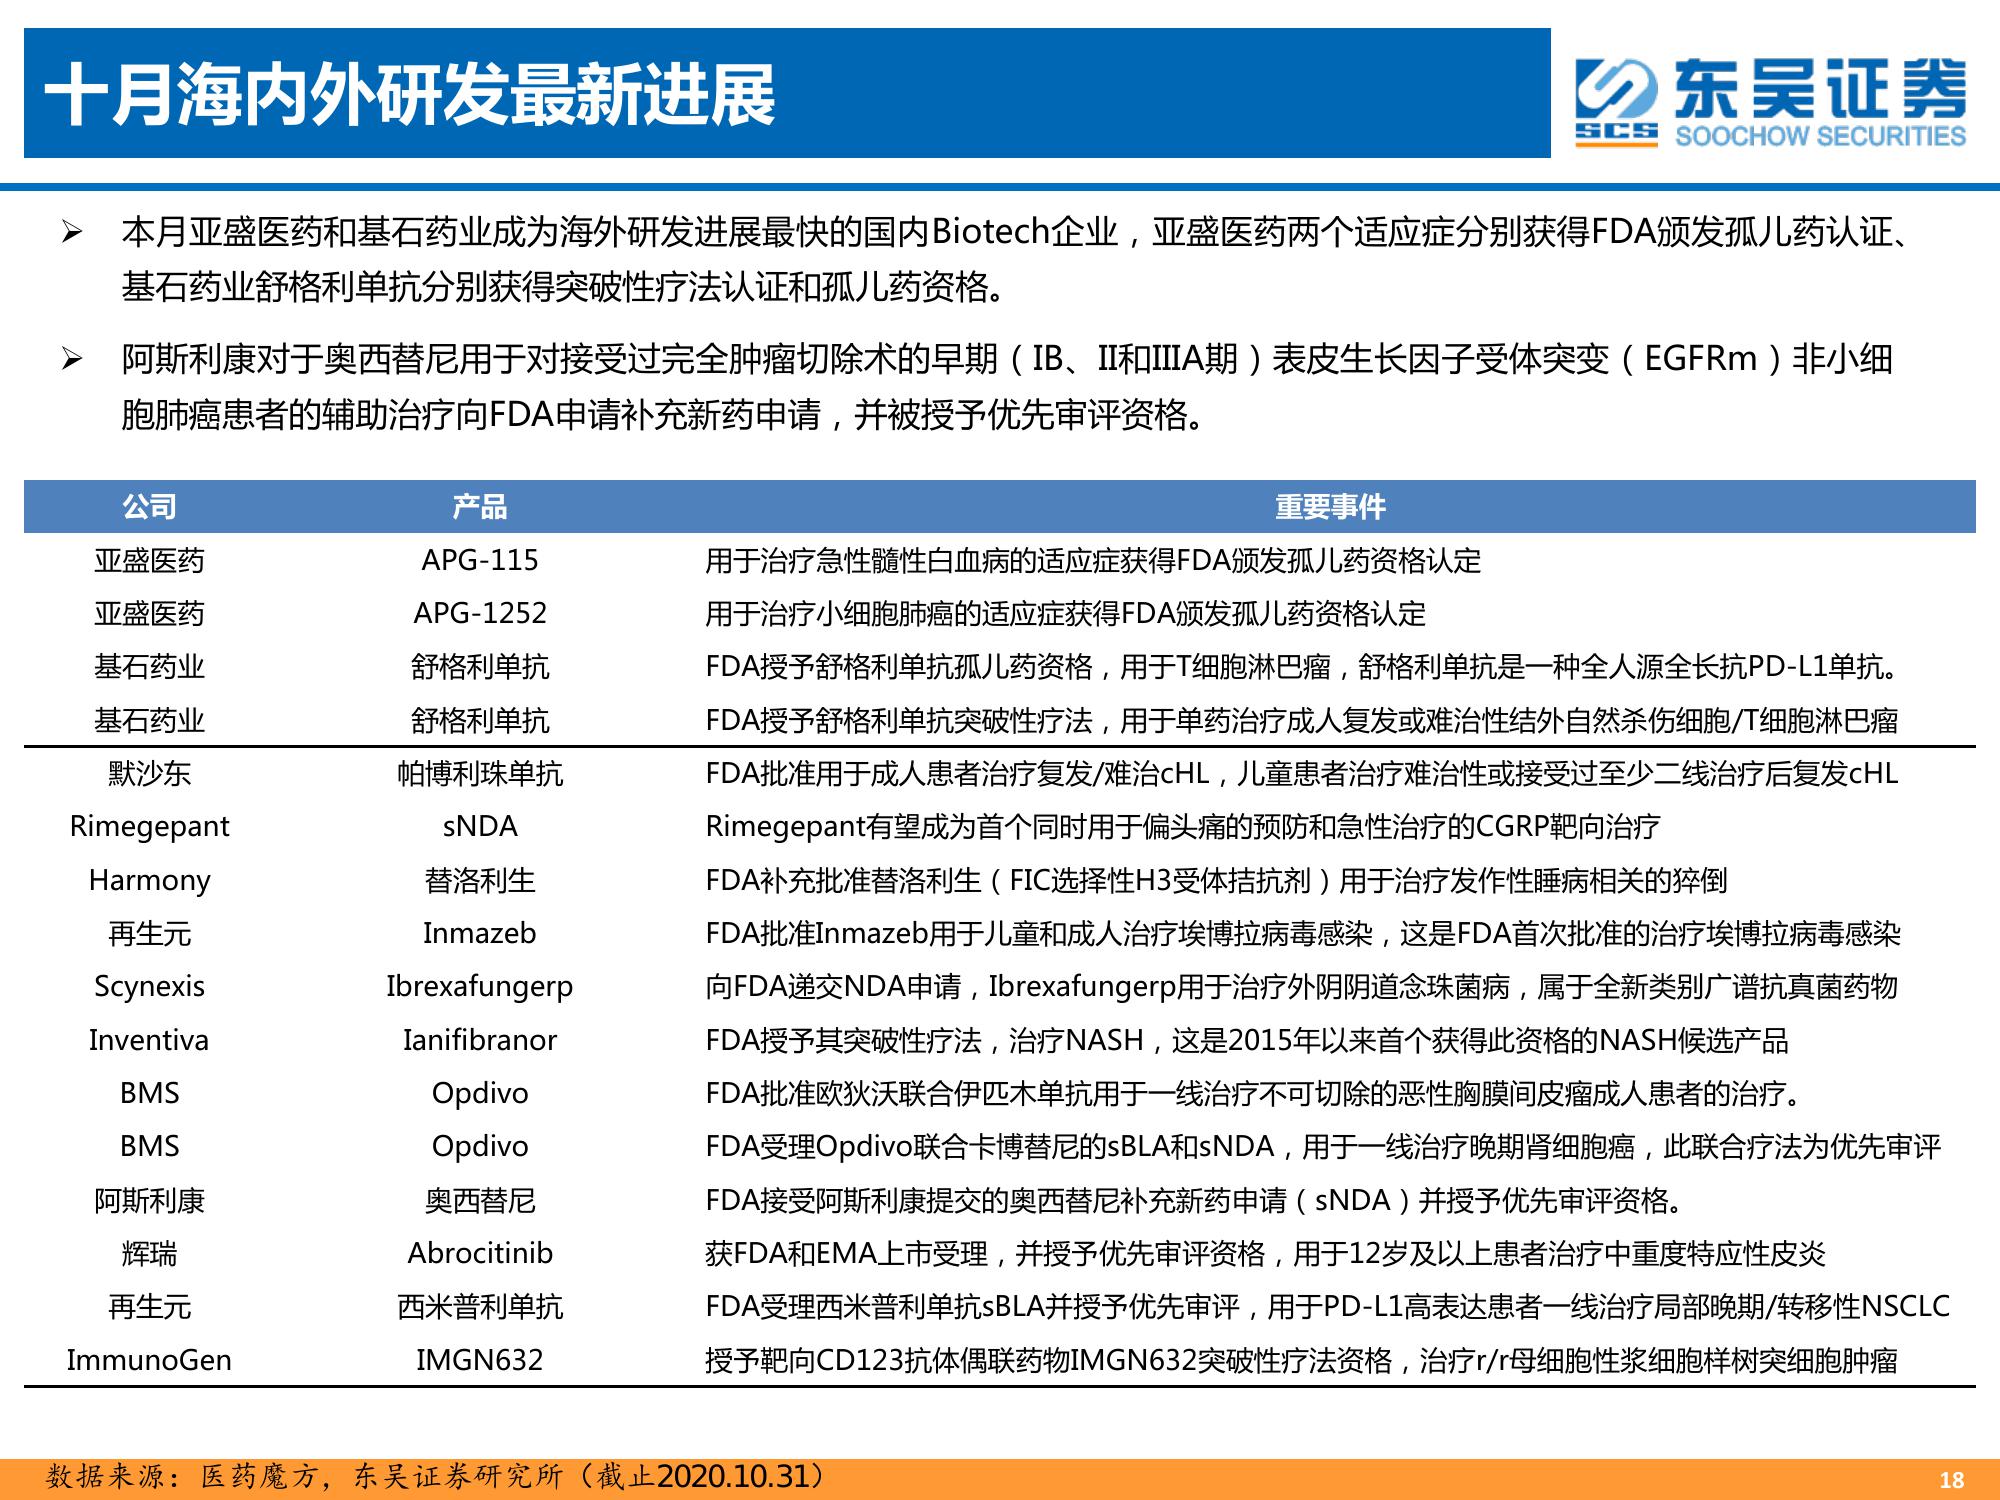 十月海内外研发最新进展
SCS
东吴证券
SOOCHOW SECURITIES
本月亚盛医药和基石药业成为海外研发进展最快的国内Biotech企业，亚盛医药两个适应症分别获得FDA颁发孤儿药认证、
基石药业舒格利单抗分别获得突破性疗法认证和孤儿药资格。
阿斯利康对于奥西替尼用于对接受过完全肿瘤切除术的早期（IB、II和IIIA期）表皮生长因子受体突变（EGFRm）非小细
胞肺癌患者的辅助治疗向FDA申请补充新药申请，并被授予优先审评资格。
公司 产品 重要事件
亚盛医药 APG-115 用于治疗急性髓性白血病的适应症获得FDA颁发孤儿药资格认定
亚盛医药 APG-1252 用于治疗小细胞肺癌的适应症获得FDA颁发孤儿药资格认定
基石药业 舒格利单抗 FDA授予舒格利单抗孤儿药资格，用于T细胞淋巴瘤，舒格利单抗是一种全人源全长抗PD-L1单抗。
基石药业 舒格利单抗 FDA授予舒格利单抗突破性疗法，用于单药治疗成人复发或难治性结外自然杀伤细胞/T细胞淋巴瘤
默沙东 帕博利珠单抗 FDA批准用于成人患者治疗复发/难治cHL，儿童患者治疗难治性或接受过至少二线治疗后复发cHL
Rimegepant sNDA Rimegepant有望成为首个同时用于偏头痛的预防和急性治疗的CGRP靶向治疗
Harmony 替洛利生 FDA补充批准替洛利生（FIC选择性H3受体拮抗剂）用于治疗发作性睡病相关的猝倒
再生元 Inmazeb FDA批准Inmazeb用于儿童和成人治疗埃博拉病毒感染，这是FDA首次批准的治疗埃博拉病毒感染
Scynexis Ibrexafungerp 向FDA递交NDA申请，Ibrexafungerp用于治疗外阴阴道念珠菌病，属于全新类别广谱抗真菌药物
Inventiva Ianifibranor FDA授予其突破性疗法，治疗NASH，这是2015年以来首个获得此资格的NASH候选产品
BMS Opdivo FDA批准欧狄沃联合伊匹木单抗用于一线治疗不可切除的恶性胸膜间皮瘤成人患者的治疗。
BMS Opdivo FDA受理Opdivo联合卡博替尼的sBLA和sNDA，用于一线治疗晚期肾细胞癌，此联合疗法为优先审评
阿斯利康 奥西替尼 FDA接受阿斯利康提交的奥西替尼补充新药申请（sNDA）并授予优先审评资格。
辉瑞 Abrocitinib 获FDA和EMA上市受理，并授予优先审评资格，用于12岁及以上患者治疗中重度特应性皮炎
再生元 西米普利单抗 FDA受理西米普利单抗sBLA并授予优先审评，用于PD-L1高表达患者一线治疗局部晚期/转移性NSCLC
ImmunoGen IMGN632 授予靶向CD123抗体偶联药物IMGN632突破性疗法资格，治疗r/r母细胞性浆细胞样树突细胞肿瘤
数据来源：医药魔方，东吴证券研究所（截止2020.10.31）
18